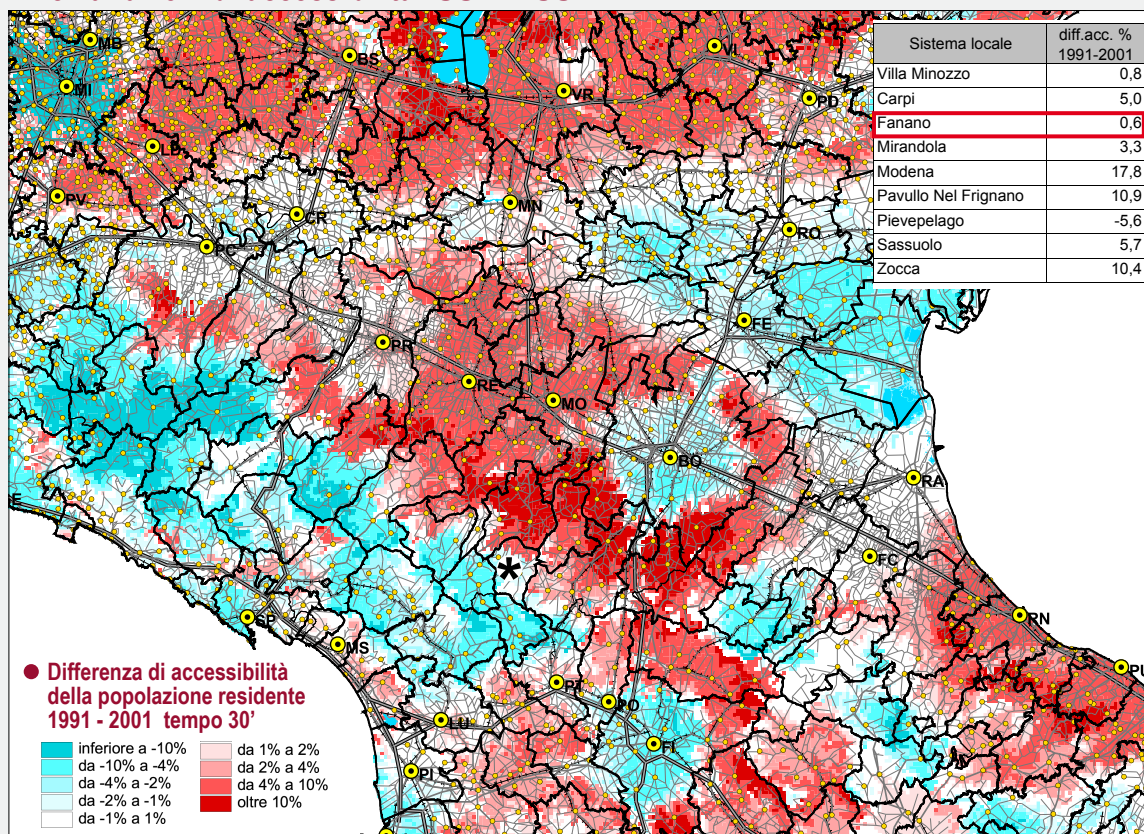 Sistema locale diff.acc. % 1991-2001
Villa Minozzo 0,8
Carpi 5,0
Fanano 0,6
Mirandola 3,3
Modena 17,8
Pavullo Nel Frignano 10,9
Pievepelago -5,6
Sassuolo 5,7
Zocca 10,4
MB
BS
VI
MI
VR
PD
LO
PV
MN
CR
RO
PC
FE
PR
RE
MO
BO
RA
*
FC
SP
PN
MS
PU
PT
PO
LU
FI
PI
● Differenza di accessibilità
della popolazione residente
1991 - 2001 tempo 30'
inferiore a -10%
da -10% a -4%
da -4% a -2%
da -2% a -1%
da -1% a 1%
da 1% a 2%
da 2% a 4%
da 4% a 10%
oltre 10%